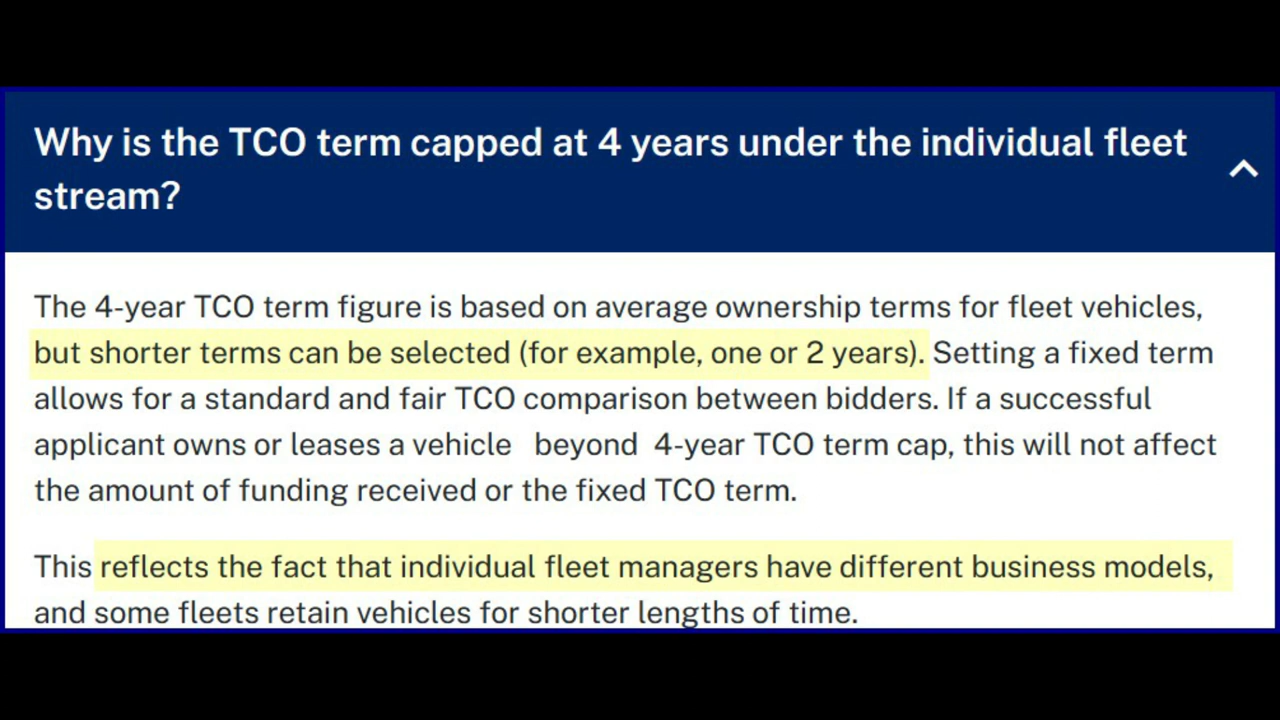 Why is the TCO term capped at 4 years under the individual fleet
stream?
The 4-year TCO term figure is based on average ownership terms for fleet vehicles,
but shorter terms can be selected (for example, one or 2 years). Setting a fixed term
allows for a standard and fair TCO comparison between bidders. If a successful
applicant owns or leases a vehicle beyond 4-year TCO term cap, this will not affect
the amount of funding received or the fixed TCO term.
This reflects the fact that individual fleet managers have different business models,
and some fleets retain vehicles for shorter lengths of time.